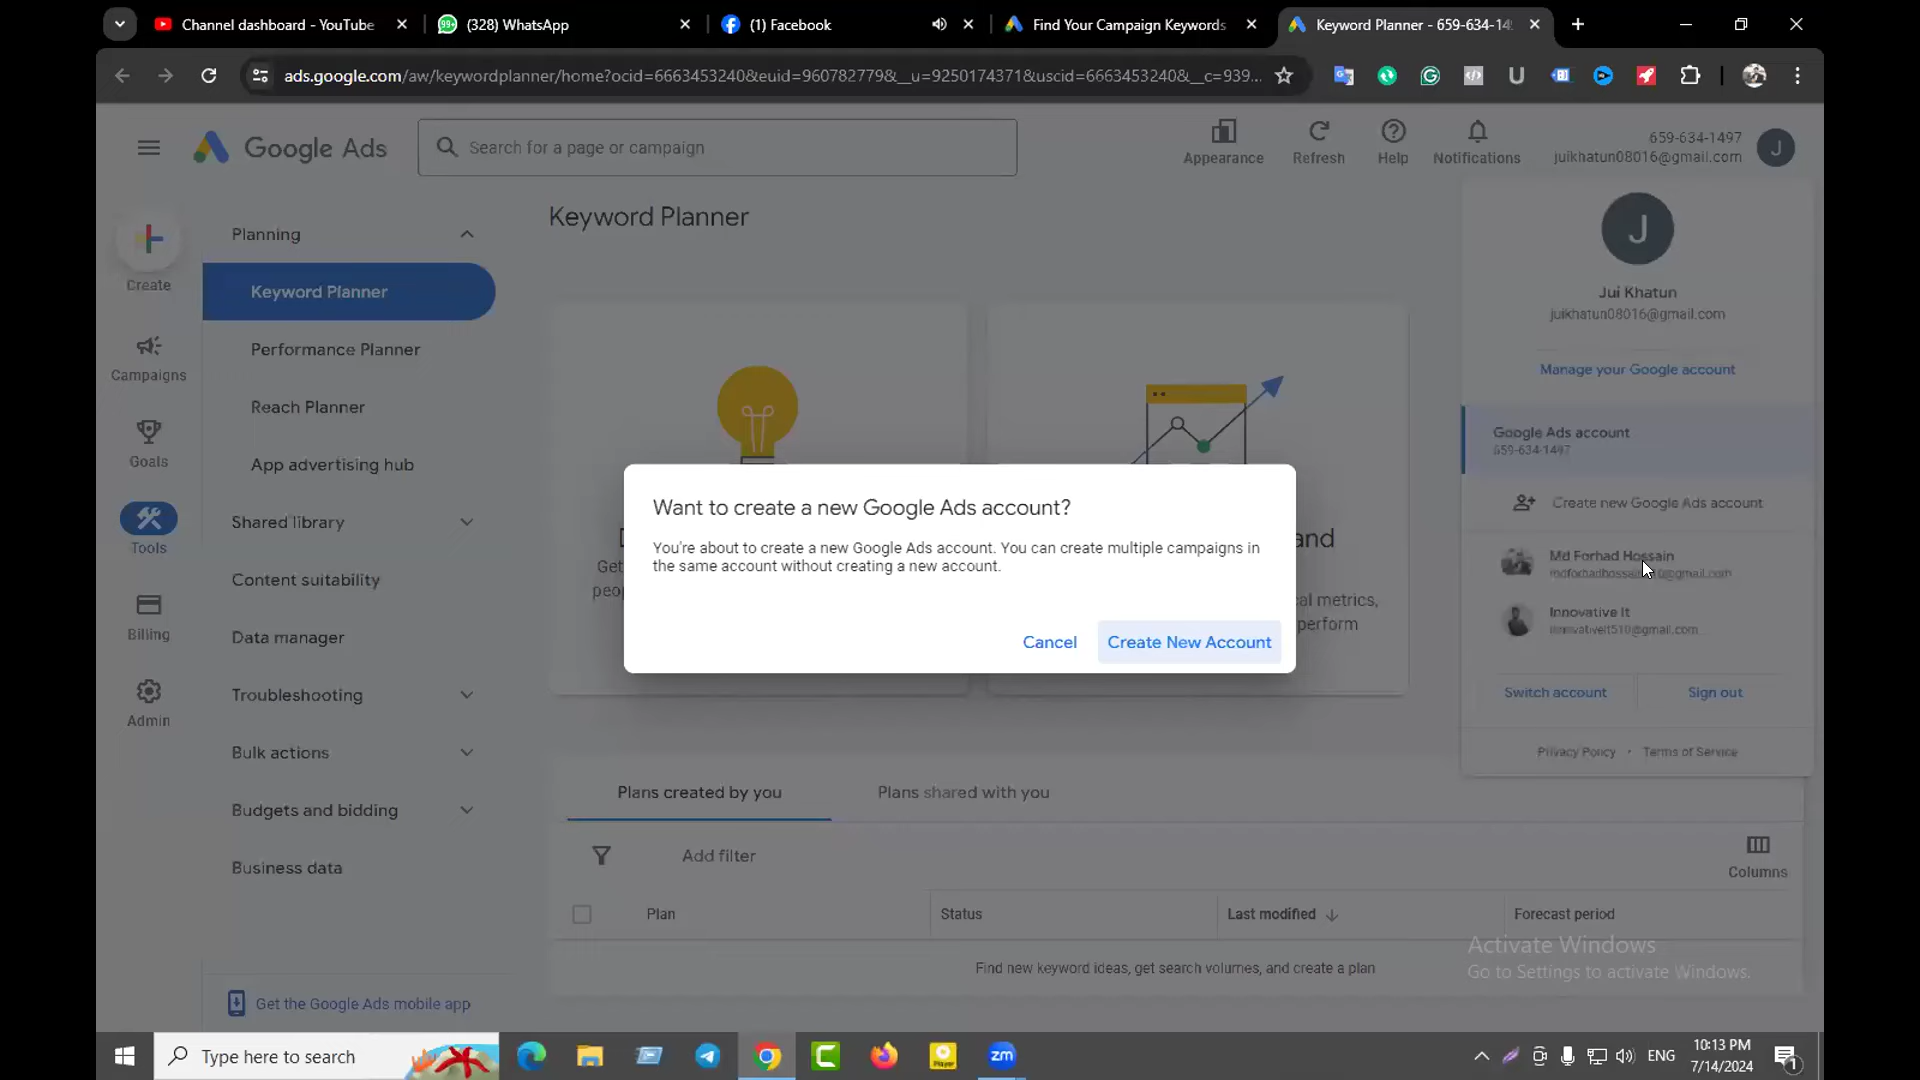 Channel dashboard - YouTube
(328) WhatsApp
(1) Facebook
Find Your Campaign Keywords
Keyword Planner - 659-634-14
ads.google.com/aw/keywordplanner/home?ocid=6663453240&euid=960782779&__u=9250174371&uscid=6663453240&__c=939...
Google Ads
Search for a page or campaign
Appearance
Refresh
Help
Notifications
659-634-1497
juikhatun08016@gmail.com
J
Create
Campaigns
Goals
Tools
Billing
Admin
Planning
Keyword Planner
Performance Planner
Reach Planner
App advertising hub
Shared library
Content suitability
Data manager
Troubleshooting
Bulk actions
Budgets and bidding
Business data
Get the Google Ads mobile app
Keyword Planner
Get
and
cal metrics,
perform
Want to create a new Google Ads account?
You're about to create a new Google Ads account. You can create multiple campaigns in
the same account without creating a new account.
Cancel
Create New Account
J
Jui Khatun
juikhatun08016@gmail.com
Manage your Google account
Google Ads account
659-634-1497
Create new Google Ads account
Md Forhad Hossain
Innovative It
innovativeit510@gmail.com
Switch account
Sign out
Privacy Policy • Terms of Service
Plans created by you
Plans shared with you
Add filter
Columns
Plan
Status
Last modified
Forecast period
Find new keyword ideas, get search volumes, and create a plan
Activate Windows
Go to Settings to activate Windows.
Type here to search
zm
ENG
10:13 PM
7/14/2024
1